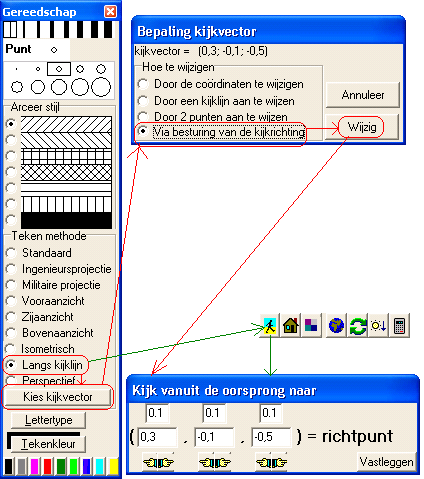 Gereedschap
Punt
Arceer stijl
Teken methode
Standaard
Ingenieursprojectie
Militaire projectie
Vooraanzicht
Zijaanzicht
Bovenaanzicht
Isometrisch
Langs kijklijn
Perspectief
Kies kijkvector
Lettertype
Tekenkleur
Bepaling kijkvector
kijkvector = (0,3; -0,1; -0,5)
Hoe te wijzigen
Door de coördinaten te wijzigen
Door een kijklijn aan te wijzen
Door 2 punten aan te wijzen
Via besturing van de kijkrichting
Annuleer
Wijzig
Kijk vanuit de oorsprong naar
0.1 0.1 0.1
( 0,3 , -0,1 , -0,5 ) = richtpunt
Vastleggen